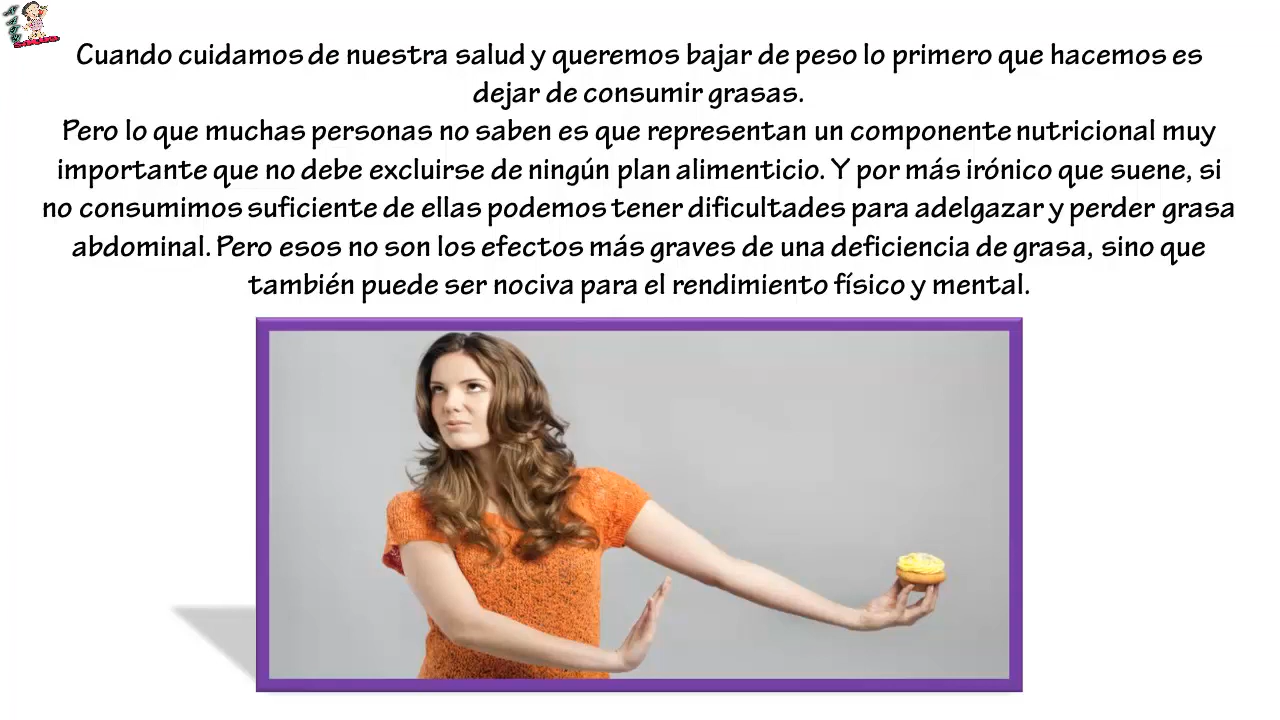 Cuando cuidamos de nuestra salud y queremos bajar de peso lo primero que hacemos es
dejar de consumir grasas.
Pero lo que muchas personas no saben es que representan un componente nutricional muy
importante que no debe excluirse de ningún plan alimenticio. Y por más irónico que suene, si
no consumimos suficiente de ellas podemos tener dificultades para adelgazar y perder grasa
abdominal. Pero esos no son los efectos más graves de una deficiencia de grasa, sino que
también puede ser nociva para el rendimiento físico y mental.